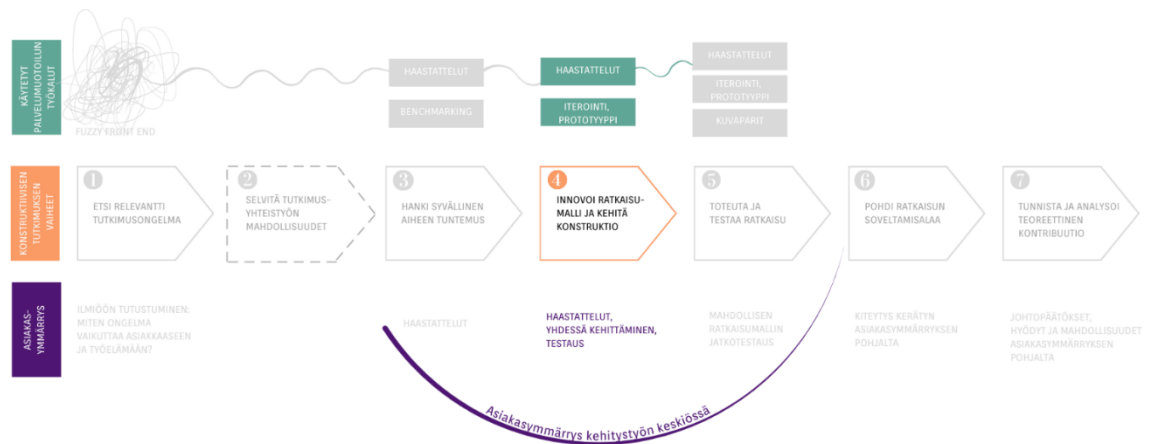 KÄYTETYT
PALVELUMUOTOILUN
TYÖKALUT
FUZZY FRONT END
HAASTATTELUT
BENCHMARKING
HAASTATTELUT
ITEROINTI,
PROTOTYYPPI
HAASTATTELUT
ITEROINTI,
PROTOTYYPPI
KUVAPARIT
KONSTRUKTIIVISEN
TUTKIMUKSEN
VAIHEET
1
ETSI RELEVANTTI
TUTKIMUSONGELMA
2
SELVITÄ TUTKIMUS-
YHTEISTYÖN
MAHDOLLISUUDET
3
HANKI SYVÄLLINEN
AIHEEN TUNTEMUS
4
INNOVOI RATKAISU-
MALLI JA KEHITÄ
KONSTRUKTIO
5
TOTEUTA JA
TESTAA RATKAISU
6
POHDI RATKAISUN
SOVELTAMISALAA
7
TUNNISTA JA ANALYSOI
TEOREETTINEN
KONTRIBUUTIO
ASIAKAS-
YMMÄRRYS
ILMIÖÖN TUTUSTUMINEN:
MITEN ONGELMA
VAIKUTTAA ASIAKKAASEEN
JA TYÖELÄMÄÄN?
HAASTATTELUT
HAASTATTELUT,
YHDESSÄ KEHITTÄMINEN,
TESTAUS
MAHDOLLISEN
RATKAISUMALLIN
JATKOTESTAUS
KITEYTYS KERÄTYN
ASIAKASYMMÄRRYKSEN
POHJALTA
JOHTOPÄÄTÖKSET,
HYÖDYT JA MAHDOLLISUUDET
ASIAKASYMMÄRRYKSEN
POHJALTA
Asiakasymmärrys kehitystyön keskiössä